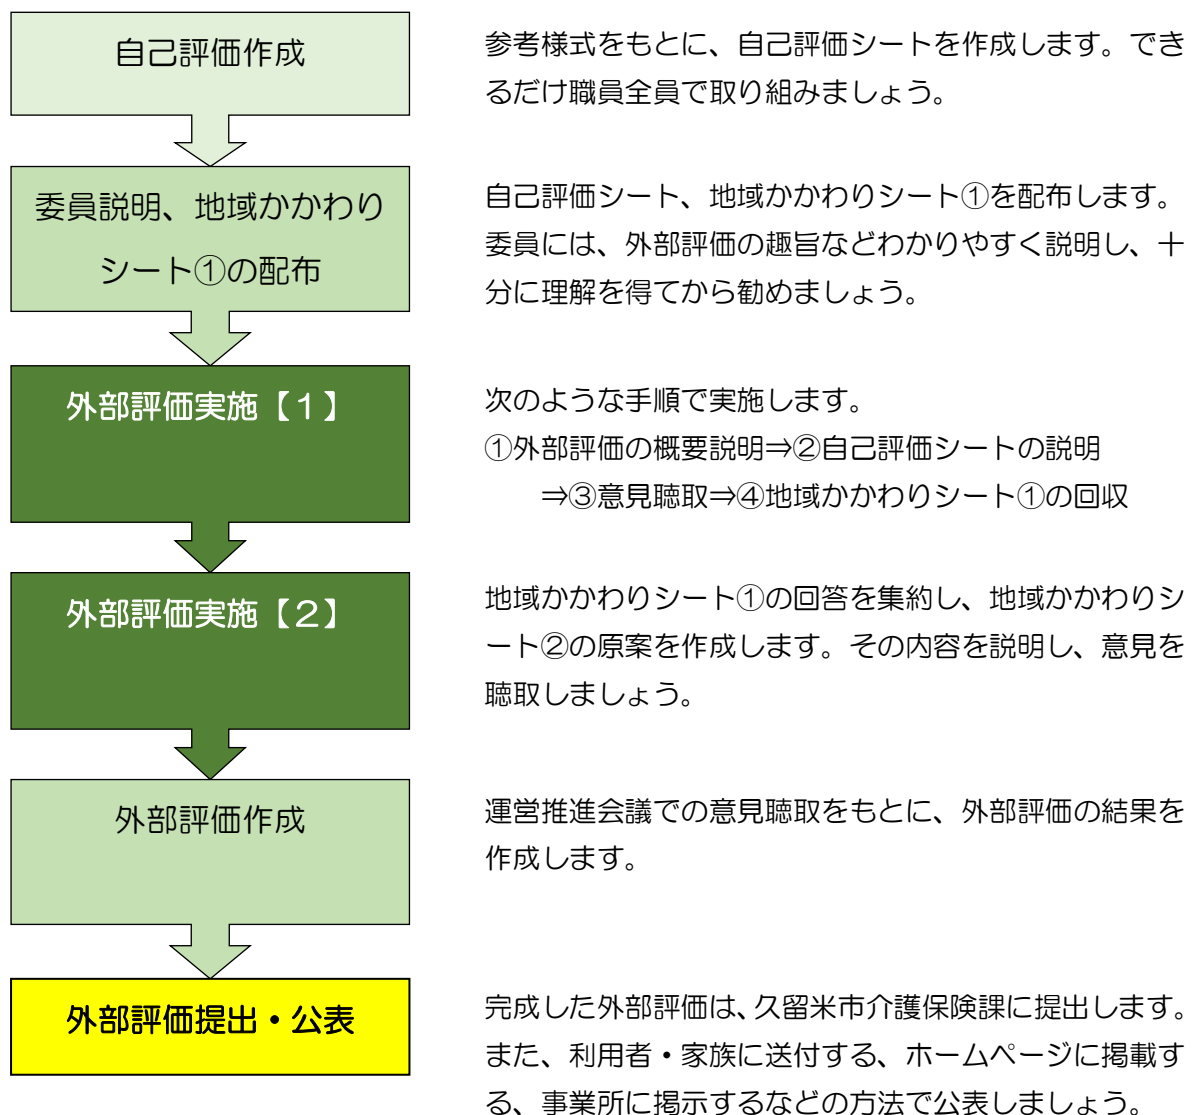 自己評価作成
参考様式をもとに、自己評価シートを作成します。でき
るだけ職員全員で取り組みましょう。
委員説明、地域かかわり
シート①の配布
自己評価シート、地域かかわりシート①を配布します。
委員には、外部評価の趣旨などわかりやすく説明し、十
分に理解を得てから勧めましょう。
外部評価実施【１】
次のような手順で実施します。
①外部評価の概要説明⇒②自己評価シートの説明
⇒③意見聴取⇒④地域かかわりシート①の回収
外部評価実施【２】
地域かかわりシート①の回答を集約し、地域かかわりシ
ート②の原案を作成します。その内容を説明し、意見を
聴取しましょう。
外部評価作成
運営推進会議での意見聴取をもとに、外部評価の結果を
作成します。
外部評価提出・公表
完成した外部評価は、久留米市介護保険課に提出します。
また、利用者・家族に送付する、ホームページに掲載す
る、事業所に掲示するなどの方法で公表しましょう。